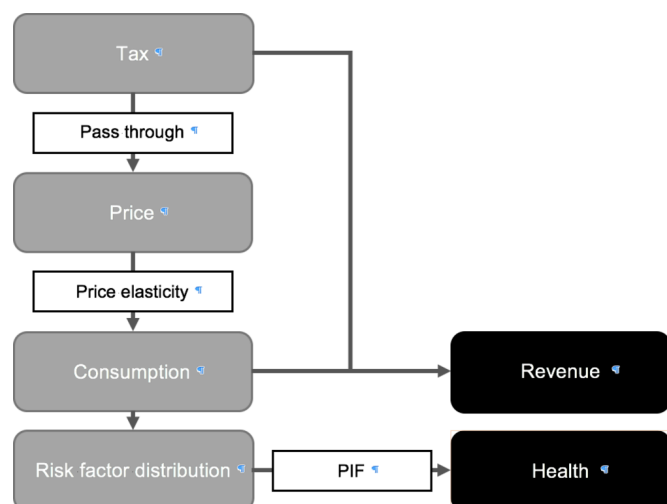 Tax
Pass through
Price
Price elasticity
Consumption
Revenue
Risk factor distribution
PIF
Health